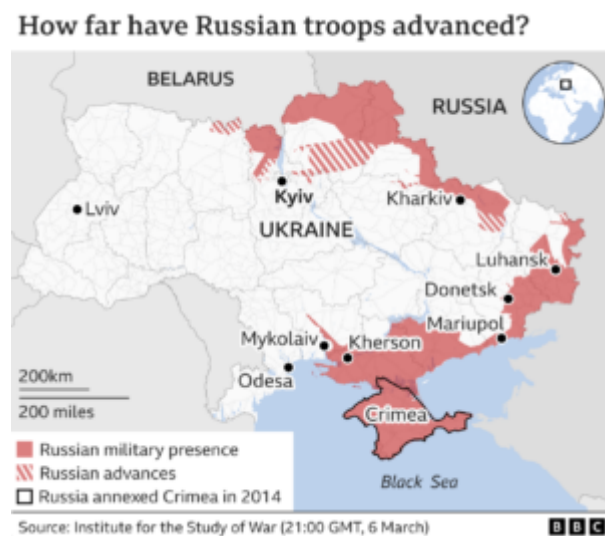 How far have Russian troops advanced?
BELARUS
RUSSIA
Kyiv
Lviv
Kharkiv
UKRAINE
Luhansk
Donetsk
Mariupol
Mykolaiv
Kherson
Odesa
200km
200 miles
Crimea
Russian military presence
Russian advances
Russia annexed Crimea in 2014
Black Sea
Source: Institute for the Study of War (21:00 GMT, 6 March)
BBC